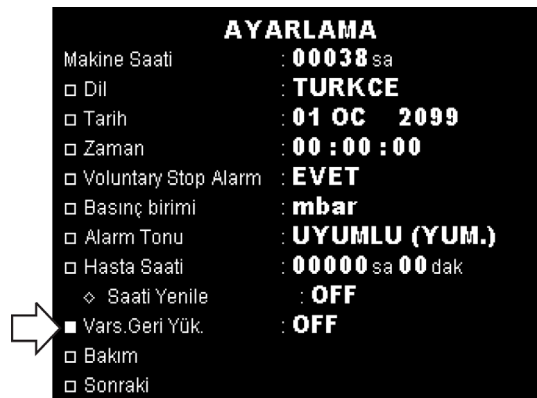 AYARLAMA
Makine Saati : 00038 sa
Dil : TURKCE
Tarih : 01 OC 2099
Zaman : 00 : 00 : 00
Voluntary Stop Alarm : EVET
Basınç birimi : mbar
Alarm Tonu : UYUMLU (YUM.)
Hasta Saati : 00000 sa 00 dak
Saati Yenile : OFF
Vars.Geri Yük. : OFF
Bakım
Sonraki